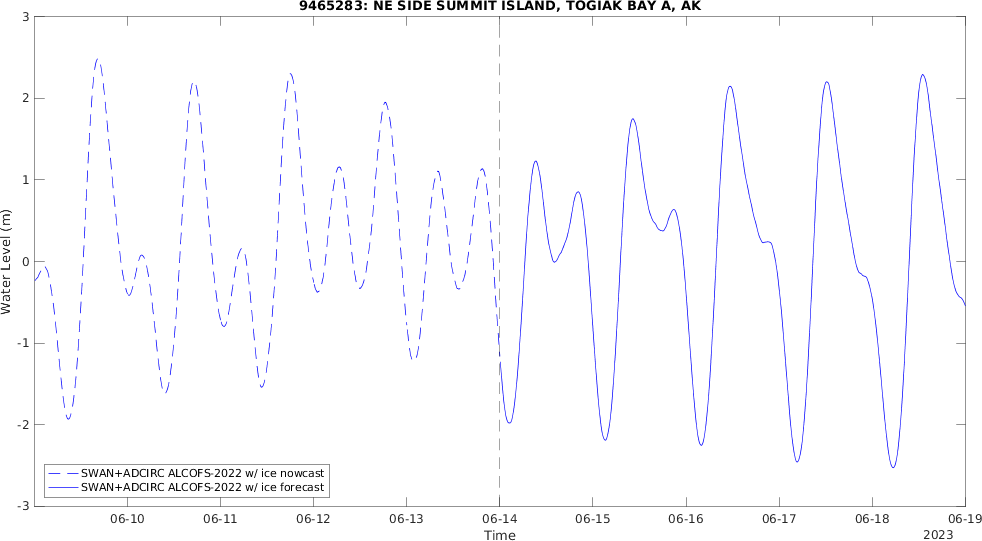 9465283: NE SIDE SUMMIT ISLAND, TOGIAK BAY A, AK
Water Level (m)
3
2
1
0
-1
-2
-3
SWAN+ADCIRC ALCOFS-2022 w/ ice nowcast
SWAN+ADCIRC ALCOFS-2022 w/ ice forecast
06-10 06-11 06-12 06-13 06-14 06-15 06-16 06-17 06-18 06-19
Time
2023